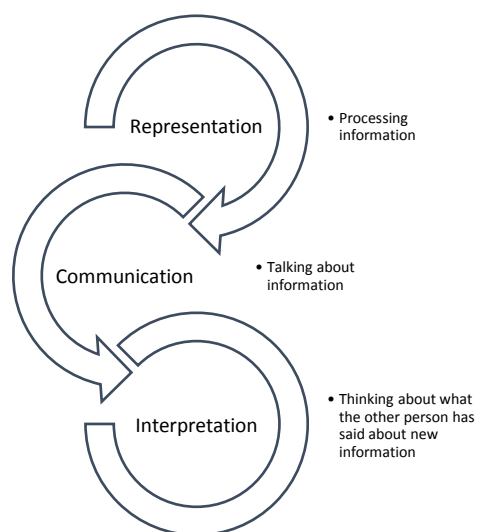 Representation
• Processing
information
Communication
• Talking about
information
Interpretation
• Thinking about what
the other person has
said about new
information